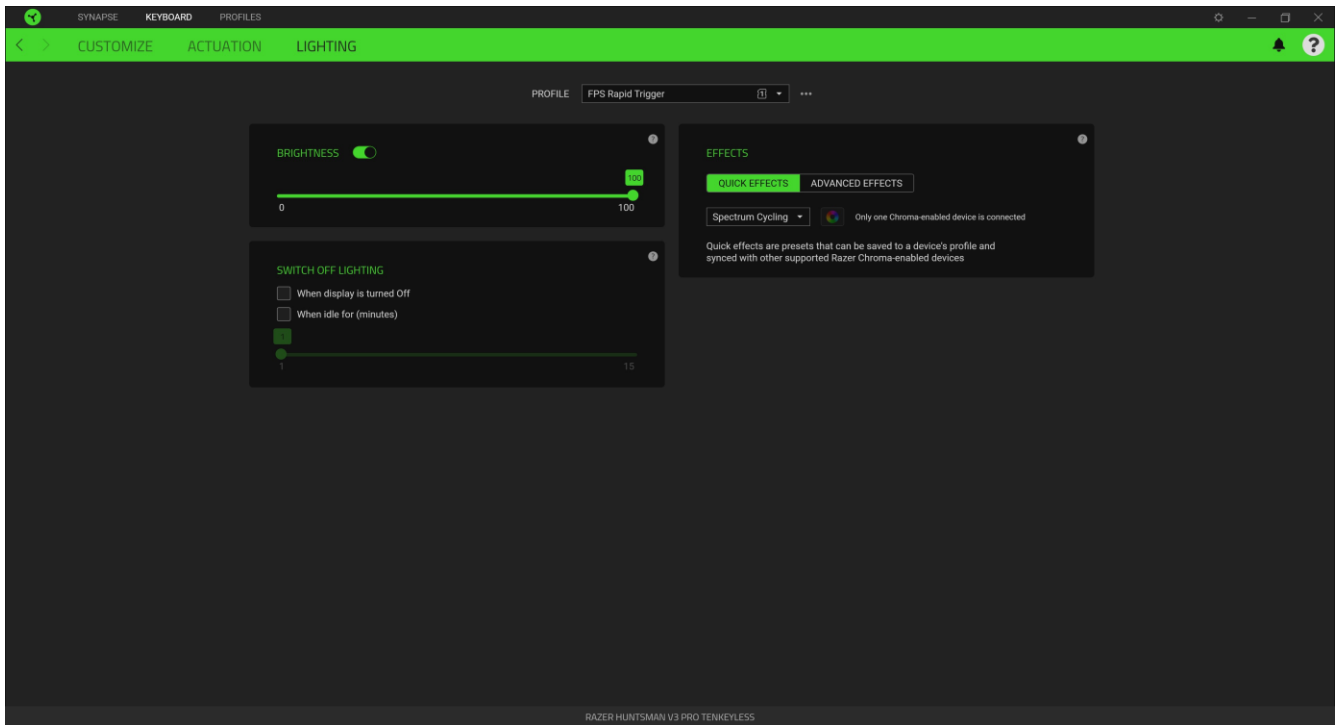 SYNAPSE KEYBOARD PROFILES
CUSTOMIZE ACTUATION LIGHTING
?
PROFILE FPS Rapid Trigger 1 ...
BRIGHTNESS ?
100
0 100
SWITCH OFF LIGHTING ?
When display is turned Off
When idle for (minutes)
1
1 15
EFFECTS ?
QUICK EFFECTS ADVANCED EFFECTS
Spectrum Cycling Only one Chroma-enabled device is connected
Quick effects are presets that can be saved to a device's profile and
synced with other supported Razer Chroma-enabled devices
RAZER HUNTSMAN V3 PRO TENKEYLESS